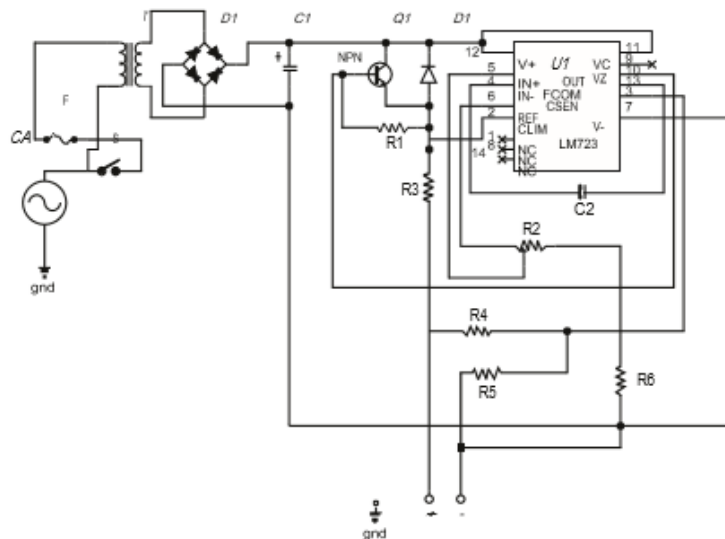 D1 C1 Q1 D1
NPN
12
11
U1
V+ VC
5 9
IN+ OUT VZ 10
4 13
IN- FCOM 3
6 CSEN
REF 7
2 CLIM V-
1
8 NC LM723
14 NC
NC
F
S
CA
R1
R3
C2
R2
R4
R5
R6
gnd
+ -
gnd